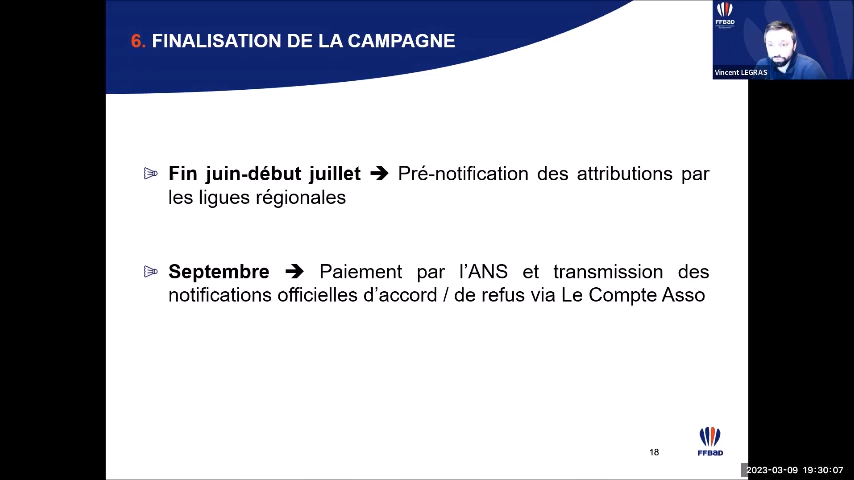 6. FINALISATION DE LA CAMPAGNE
FFBaD
Vincent LEGRAS
Fin juin-début juillet ➔ Pré-notification des attributions par
les ligues régionales
Septembre ➔ Paiement par l’ANS et transmission des
notifications officielles d’accord / de refus via Le Compte Asso
18
FFBaD
2023-03-09 19:30:07